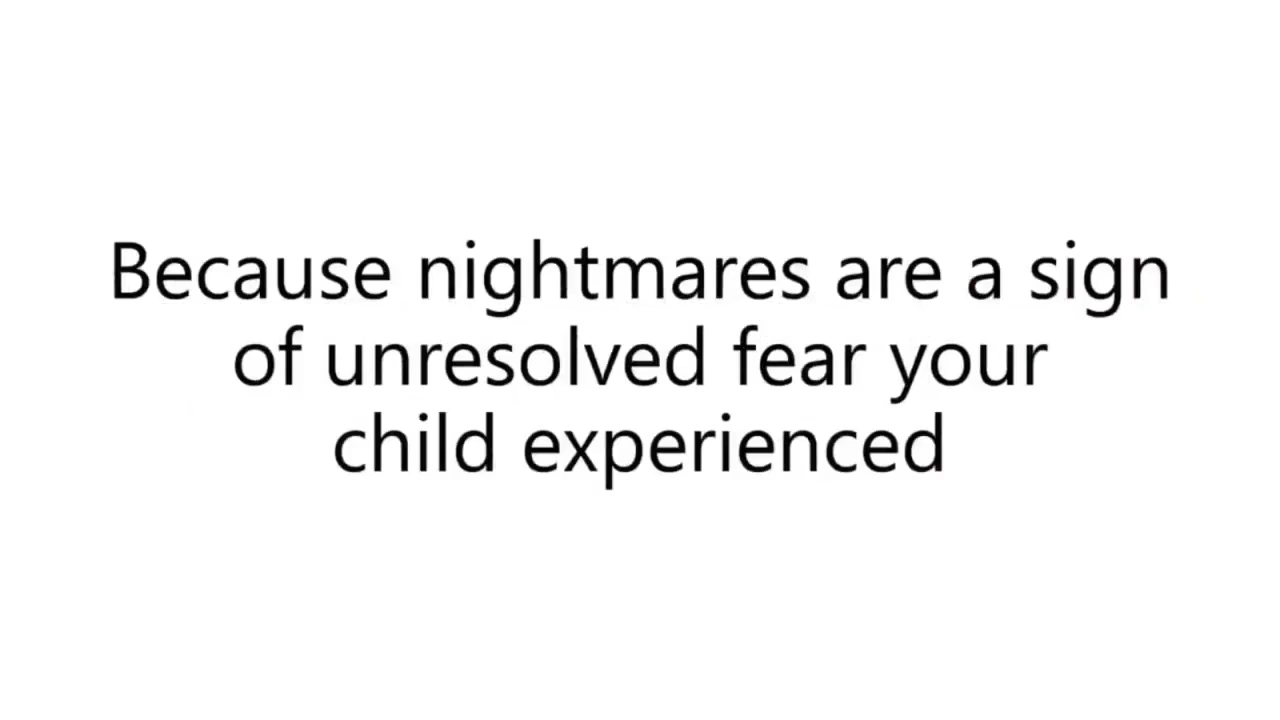 Because nightmares are a sign
of unresolved fear your
child experienced